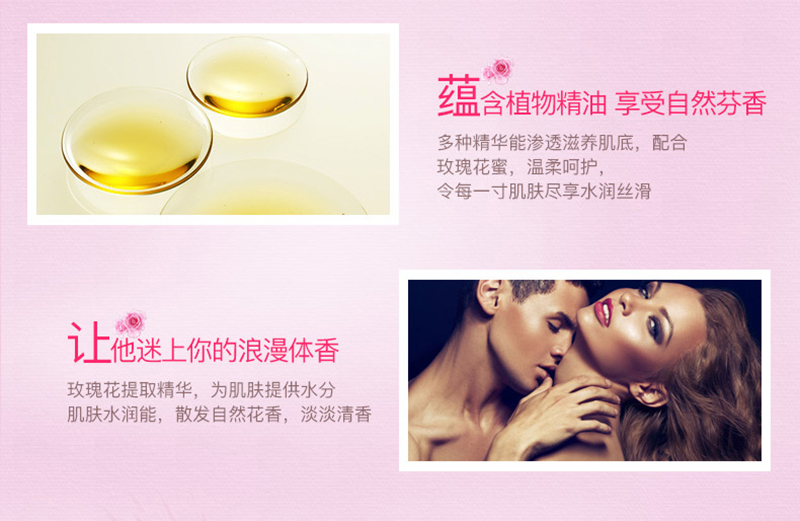 蕴含植物精油 享受自然芬香
多种精华能渗透滋养肌底，配合
玫瑰花蜜，温柔呵护，
令每一寸肌肤尽享水润丝滑
让他迷上你的浪漫体香
玫瑰花提取精华，为肌肤提供水分
肌肤水润能，散发自然花香，淡淡清香